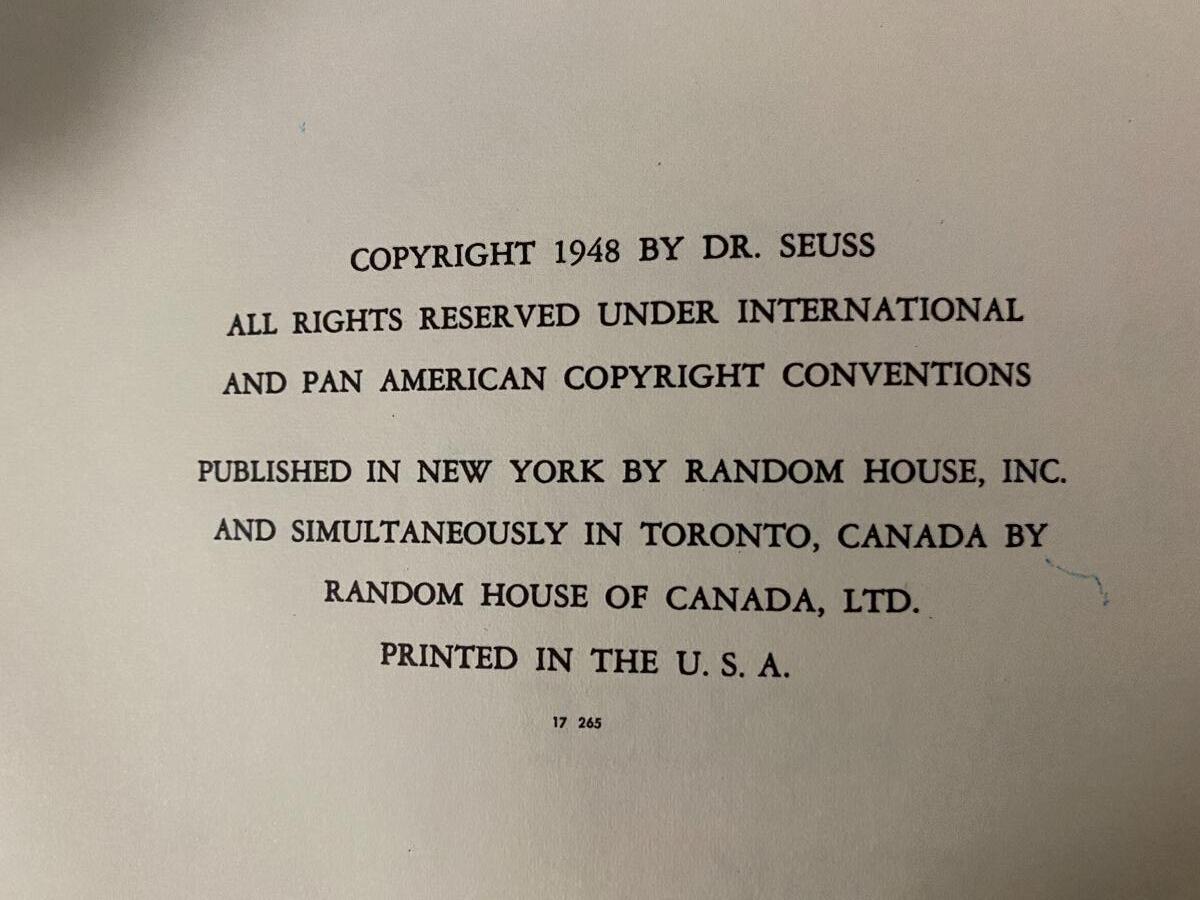 COPYRIGHT 1948 BY DR. SEUSS
ALL RIGHTS RESERVED UNDER INTERNATIONAL
AND PAN AMERICAN COPYRIGHT CONVENTIONS
PUBLISHED IN NEW YORK BY RANDOM HOUSE, INC.
AND SIMULTANEOUSLY IN TORONTO, CANADA BY
RANDOM HOUSE OF CANADA, LTD.
PRINTED IN THE U. S. A.
17 265